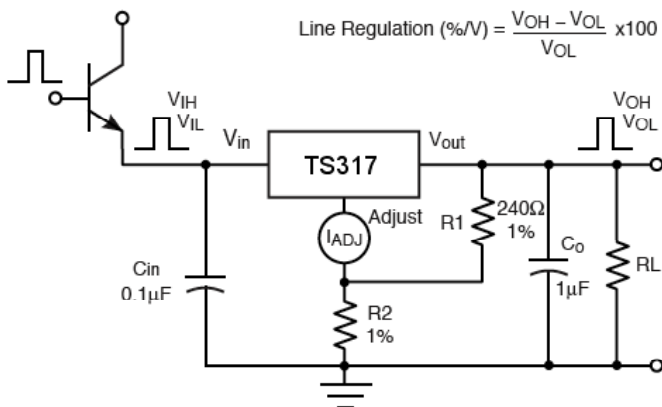 Line Regulation (%/V) = VOH – VOL x100
VOL
VIH
VIL
VOH
VOL
Vin
TS317
Vout
Adjust
IADJ
R1
240Ω
1%
Cin
0.1µF
R2
1%
Co
1µF
RL